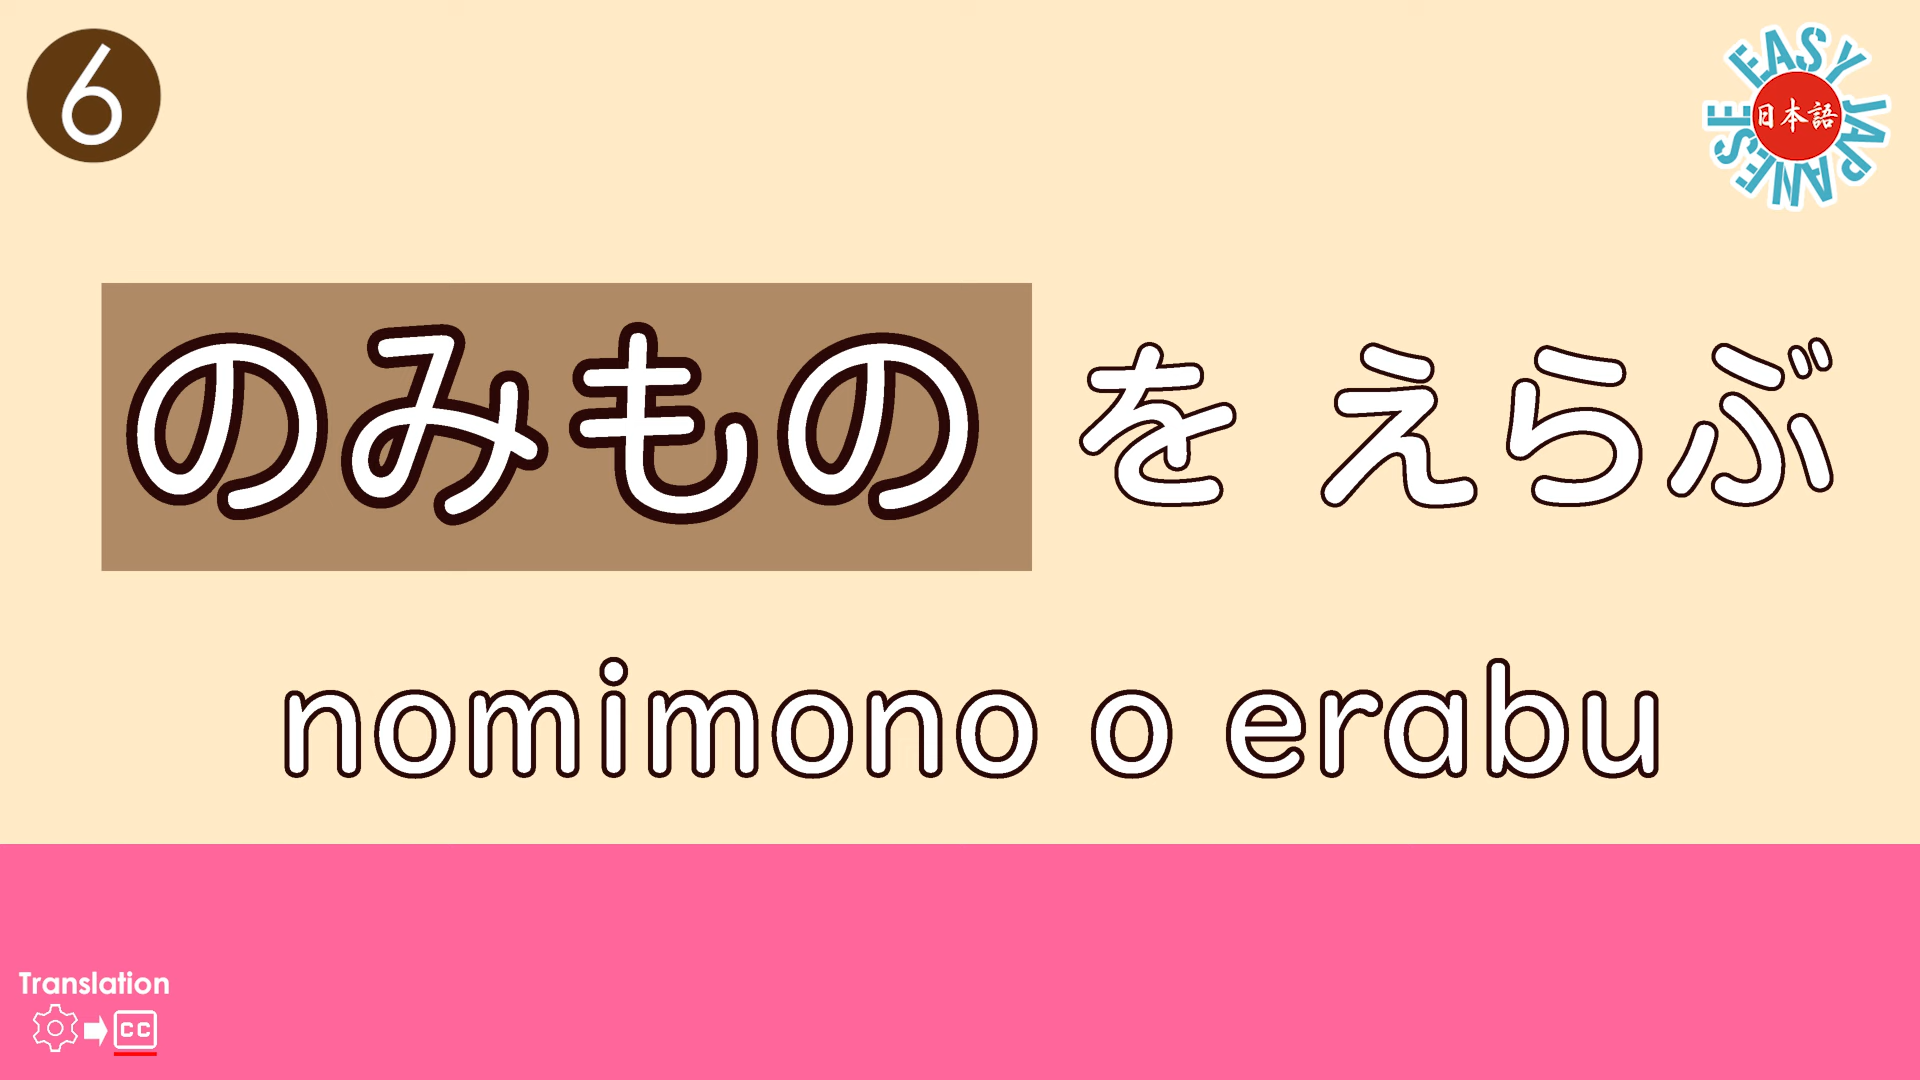 6
EASY JAPANESE
日本語
のみもの を えらぶ
nomimono o erabu
Translation
CC